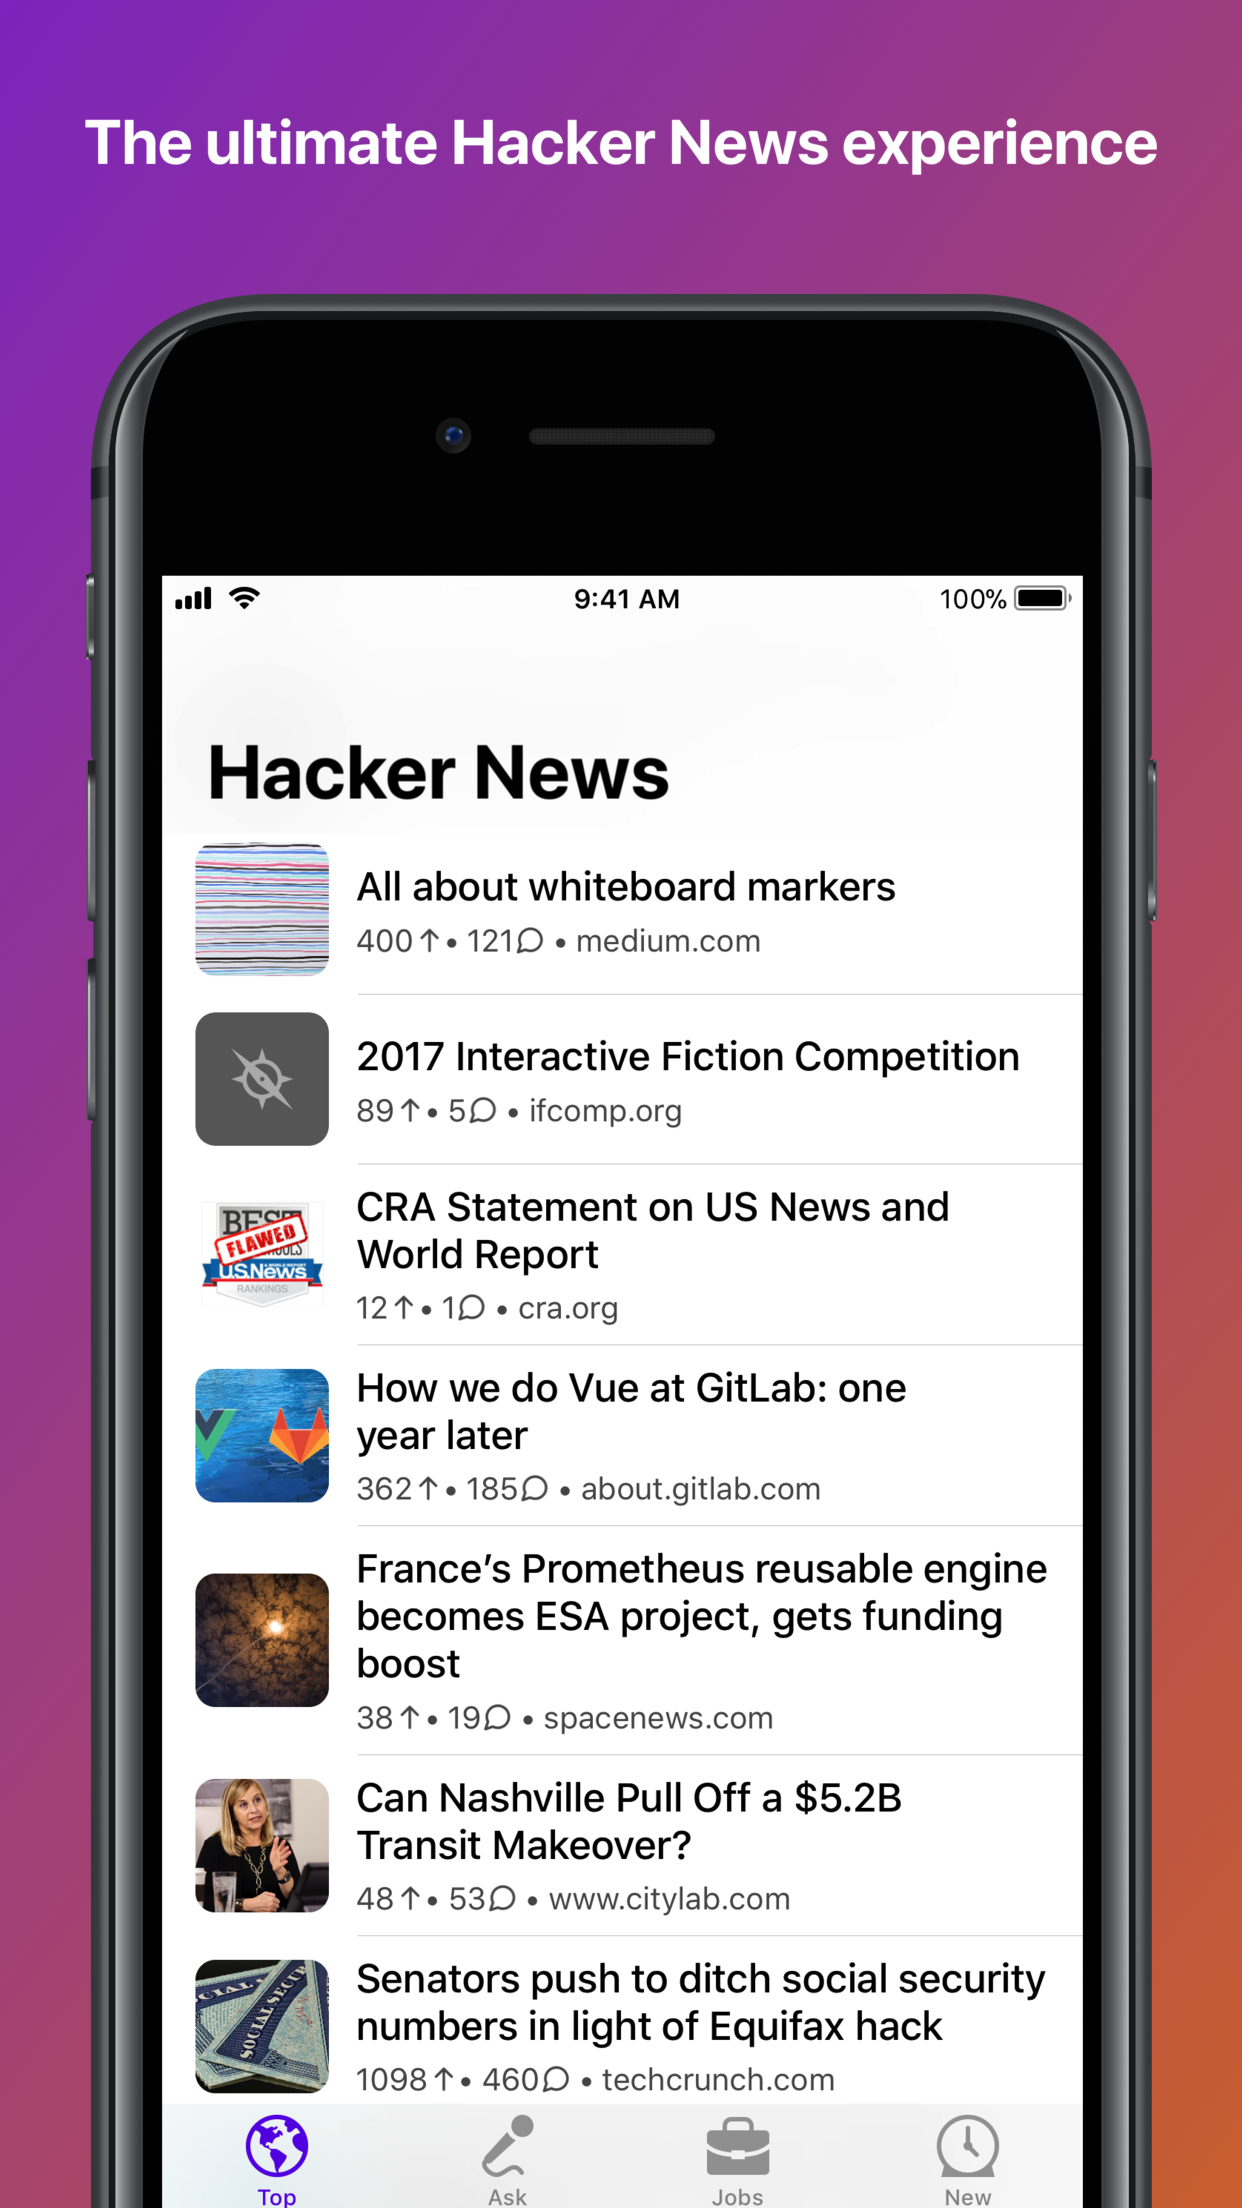 The ultimate Hacker News experience
9:41 AM
100%
Hacker News
All about whiteboard markers
400↑ • 121 • medium.com
2017 Interactive Fiction Competition
89↑ • 5 • ifcomp.org
BEST
FLAWED
U.S.News
RANKINGS
CRA Statement on US News and
World Report
12↑ • 1 • cra.org
How we do Vue at GitLab: one
year later
362↑ • 185 • about.gitlab.com
France’s Prometheus reusable engine
becomes ESA project, gets funding
boost
38↑ • 19 • spacenews.com
Can Nashville Pull Off a $5.2B
Transit Makeover?
48↑ • 53 • www.citylab.com
SOCIAL SECUR
Senators push to ditch social security
numbers in light of Equifax hack
1098↑ • 460 • techcrunch.com
Top
Ask
Jobs
New